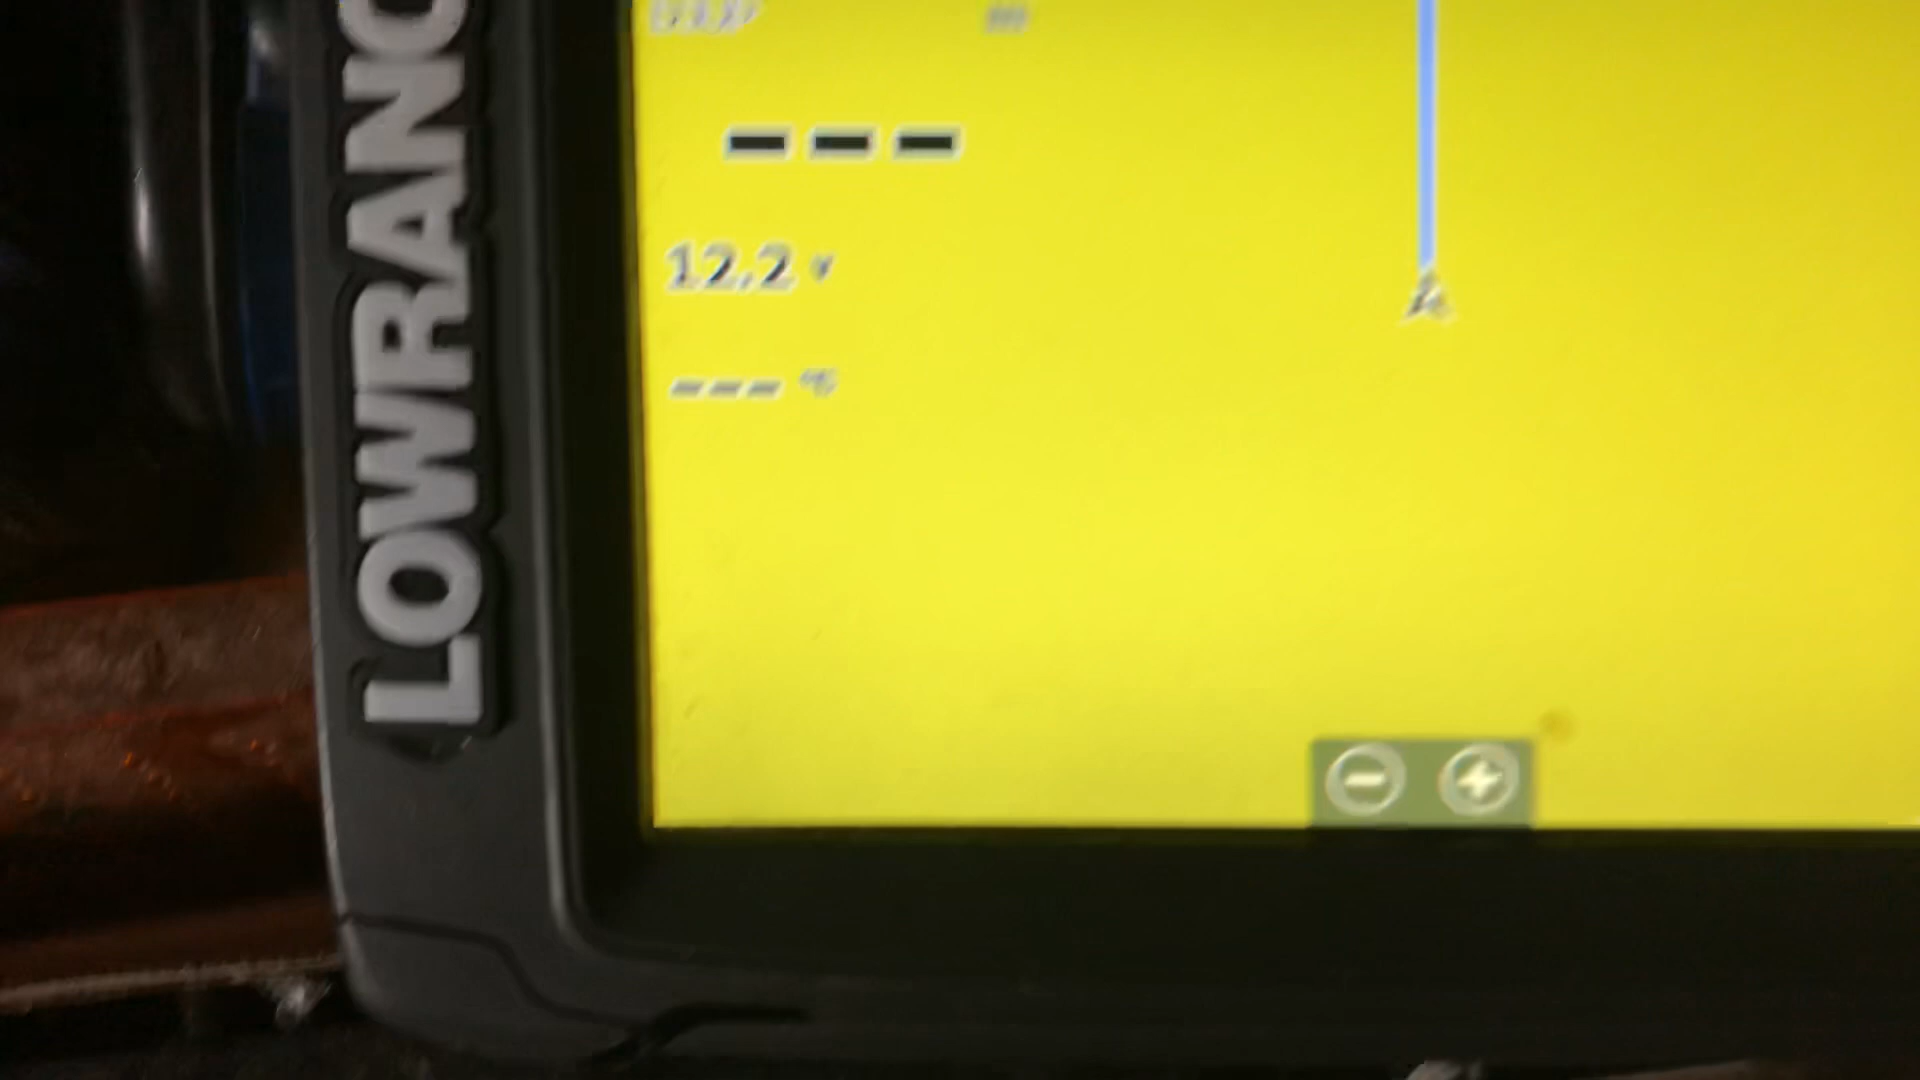 LOWRANC
m
---
12,2 V
--- °C